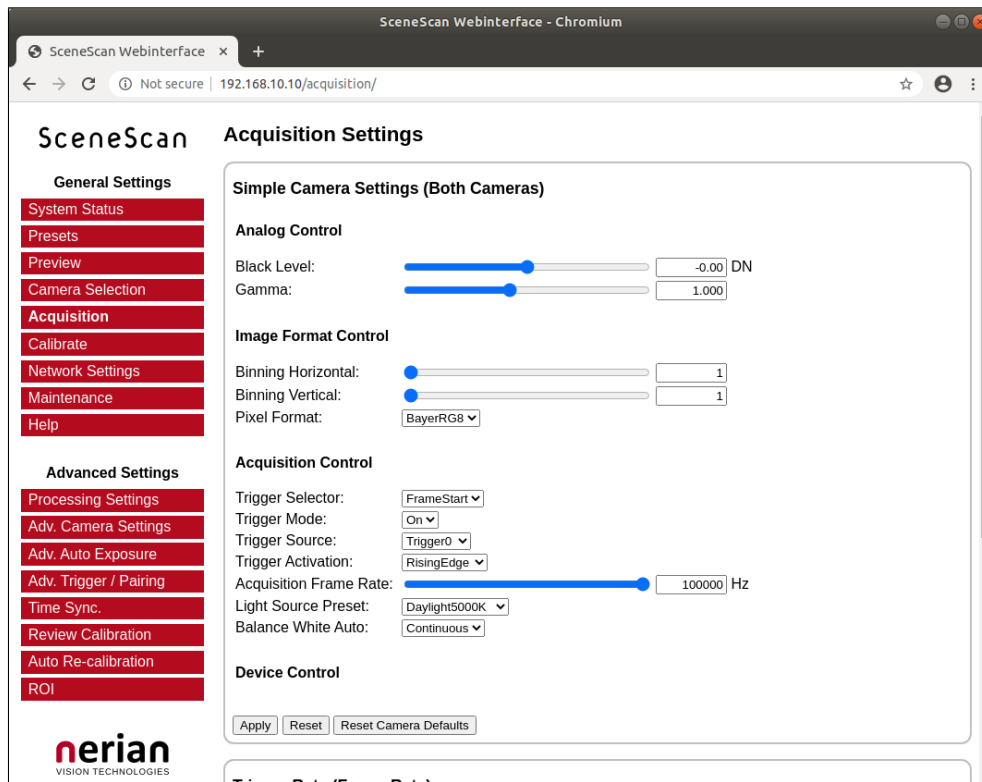 SceneScan Webinterface - Chromium
SceneScan Webinterface × +
Not secure | 192.168.10.10/acquisition/
SceneScan
General Settings
System Status
Presets
Preview
Camera Selection
Acquisition
Calibrate
Network Settings
Maintenance
Help
Advanced Settings
Processing Settings
Adv. Camera Settings
Adv. Auto Exposure
Adv. Trigger / Pairing
Time Sync.
Review Calibration
Auto Re-calibration
ROI
nerian
VISION TECHNOLOGIES
Acquisition Settings
Simple Camera Settings (Both Cameras)
Analog Control
Black Level: -0.00 DN
Gamma: 1.000
Image Format Control
Binning Horizontal: 1
Binning Vertical: 1
Pixel Format: BayerRG8
Acquisition Control
Trigger Selector: FrameStart
Trigger Mode: On
Trigger Source: Trigger0
Trigger Activation: RisingEdge
Acquisition Frame Rate: 100000 Hz
Light Source Preset: Daylight5000K
Balance White Auto: Continuous
Device Control
Apply Reset Reset Camera Defaults